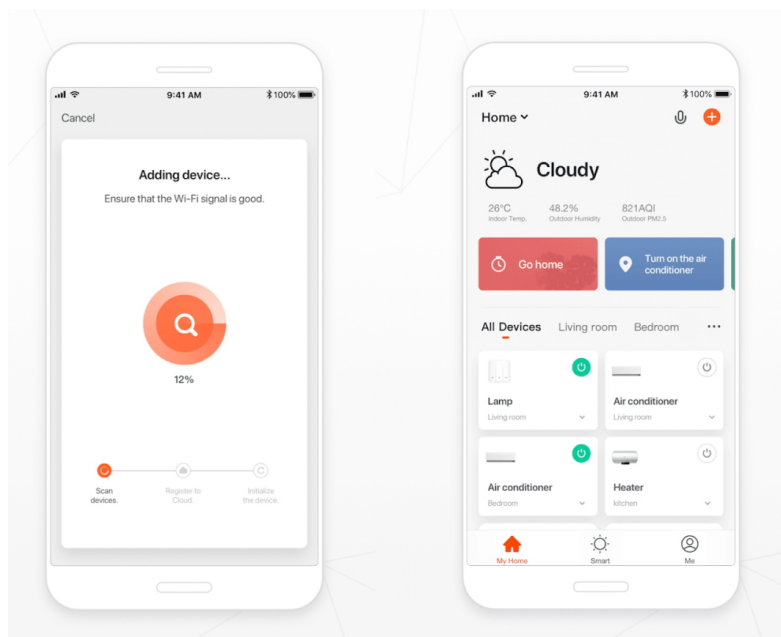 9:41 AM
100%
Cancel
Adding device...
Ensure that the Wi-Fi signal is good.
12%
Scan
devices.
Register to
Cloud.
Initialize
the device.
9:41 AM
100%
Home
Cloudy
26°C
Indoor Temp.
48.2%
Outdoor Humidity
821AQI
Outdoor PM2.5
Go home
Turn on the air
conditioner
All Devices
Living room
Bedroom
Lamp
Living room
Air conditioner
Living room
Air conditioner
Bedroom
Heater
kitchen
My Home
Smart
Me